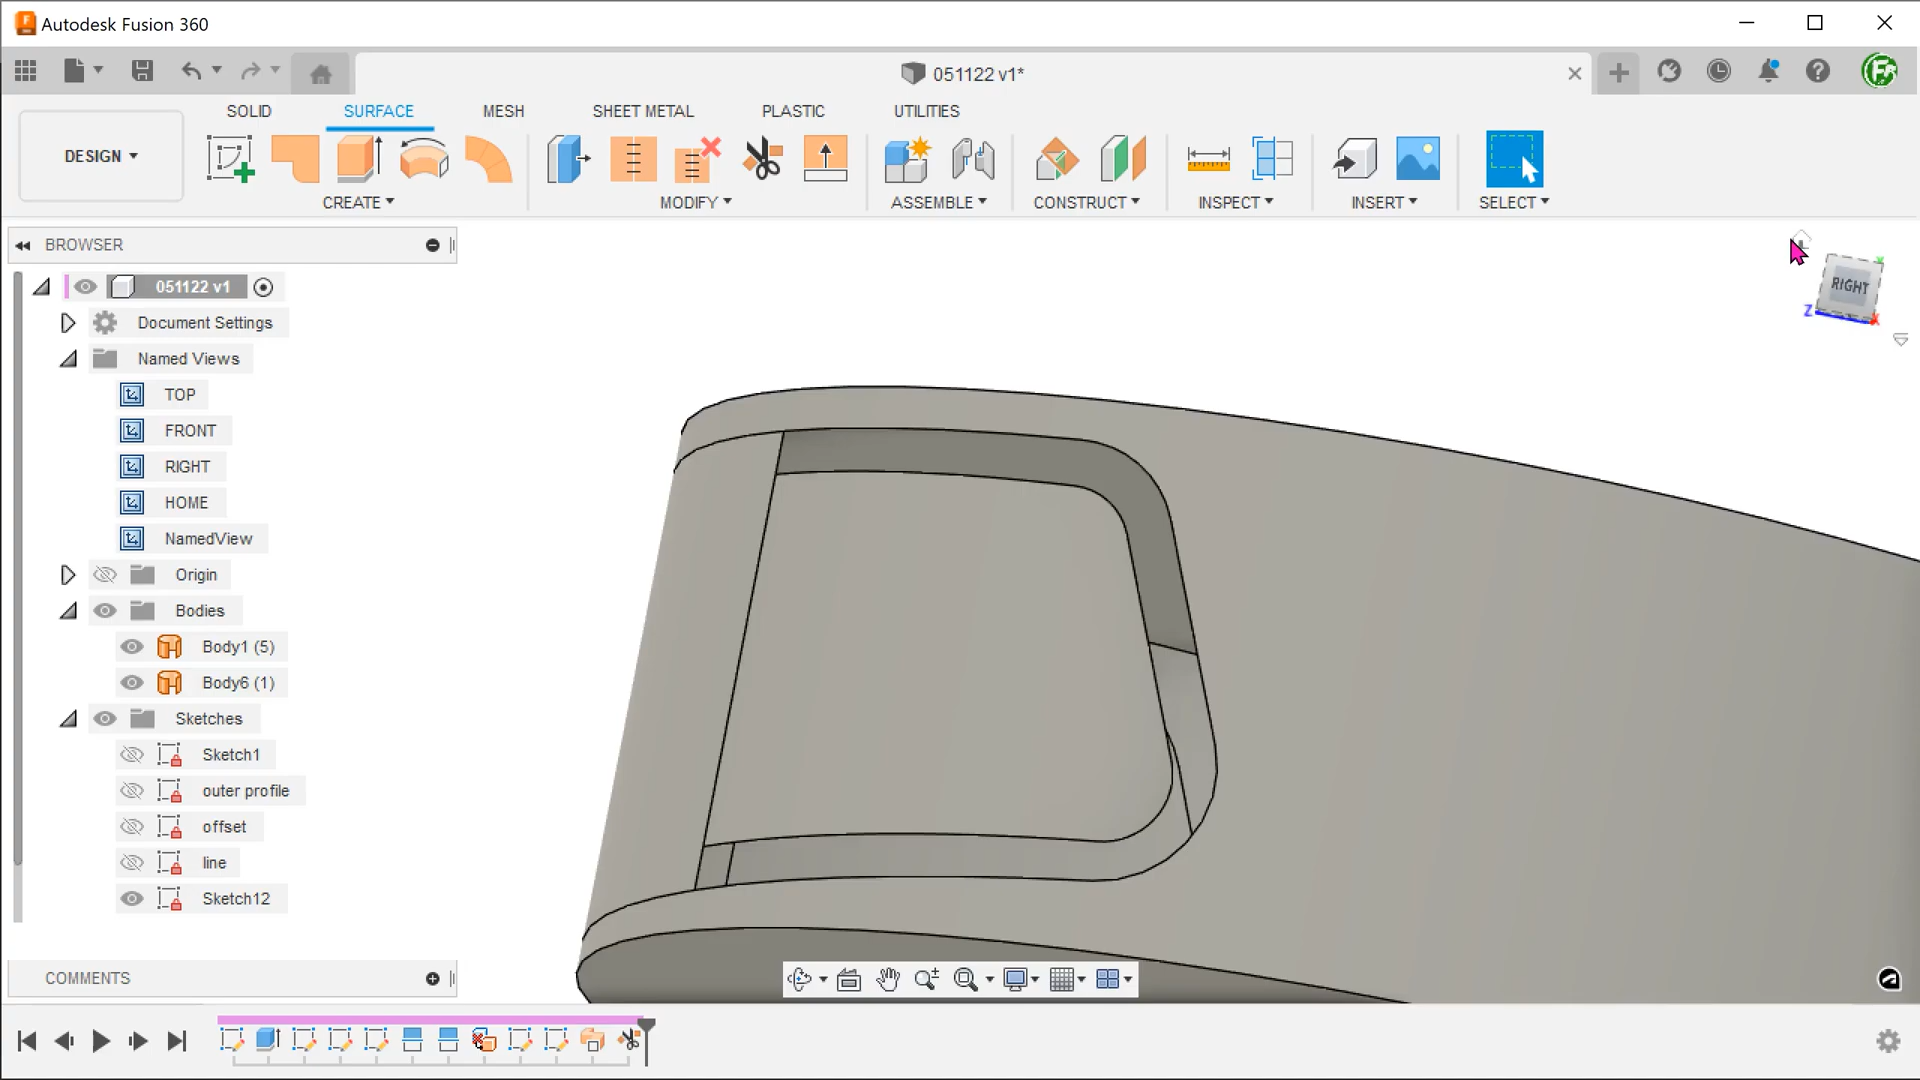 Autodesk Fusion 360
051122 v1*
SOLID SURFACE MESH SHEET METAL PLASTIC UTILITIES
DESIGN
CREATE MODIFY ASSEMBLE CONSTRUCT INSPECT INSERT SELECT
BROWSER
051122 v1
Document Settings
Named Views
TOP
FRONT
RIGHT
HOME
NamedView
Origin
Bodies
Body1 (5)
Body6 (1)
Sketches
Sketch1
outer profile
offset
line
Sketch12
COMMENTS
RIGHT
Z
X